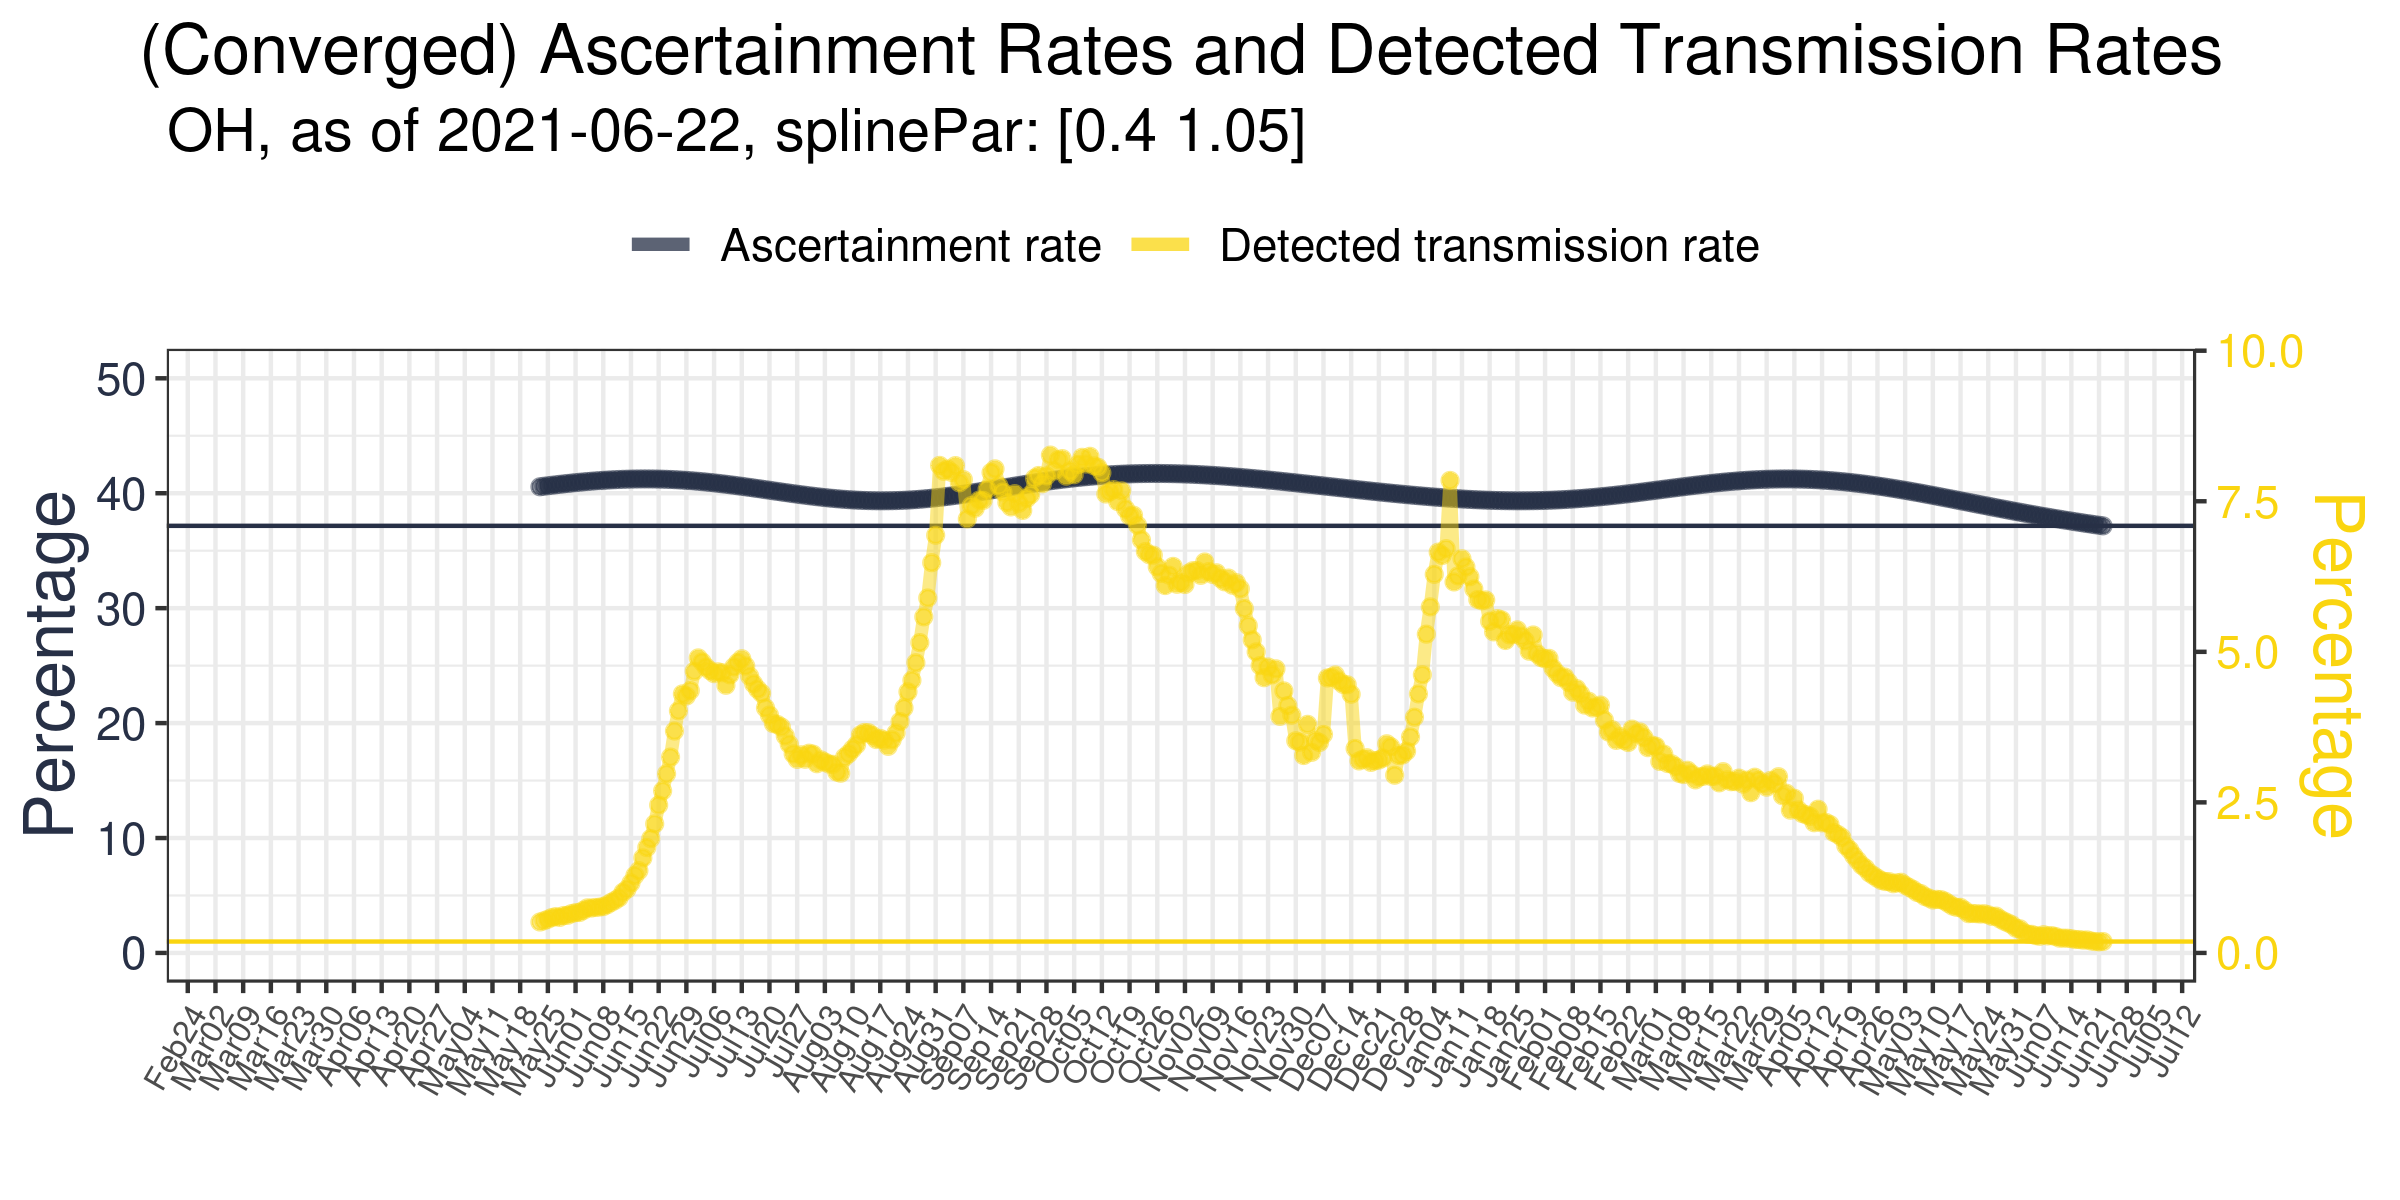 (Converged) Ascertainment Rates and Detected Transmission Rates
OH, as of 2021-06-22, splinePar: [0.4 1.05]
Ascertainment rate
Detected transmission rate
Percentage
50
40
30
20
10
0
10.0
7.5
5.0
2.5
0.0
Percentage
Feb24
Mar02
Mar09
Mar16
Mar23
Mar30
Apr06
Apr13
Apr20
Apr27
May04
May11
May18
May25
Jun01
Jun08
Jun15
Jun22
Jun29
Jul06
Jul13
Jul20
Jul27
Aug03
Aug10
Aug17
Aug24
Aug31
Sep07
Sep14
Sep21
Sep28
Oct05
Oct12
Oct19
Oct26
Nov02
Nov09
Nov16
Nov23
Nov30
Dec07
Dec14
Dec21
Dec28
Jan04
Jan11
Jan18
Jan25
Feb01
Feb08
Feb15
Feb22
Mar01
Mar08
Mar15
Mar22
Mar29
Apr05
Apr12
Apr19
Apr26
May03
May10
May17
May24
May31
Jun07
Jun14
Jun21
Jun28
Jul05
Jul12